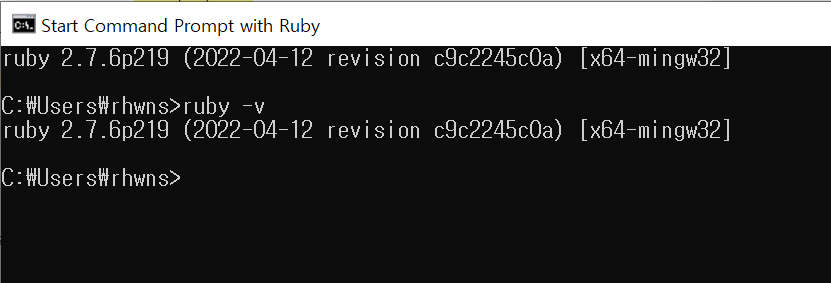 Start Command Prompt with Ruby
ruby 2.7.6p219 (2022-04-12 revision c9c2245c0a) [x64-mingw32]
C:₩Users₩rhwns>ruby -v
ruby 2.7.6p219 (2022-04-12 revision c9c2245c0a) [x64-mingw32]
C:₩Users₩rhwns>